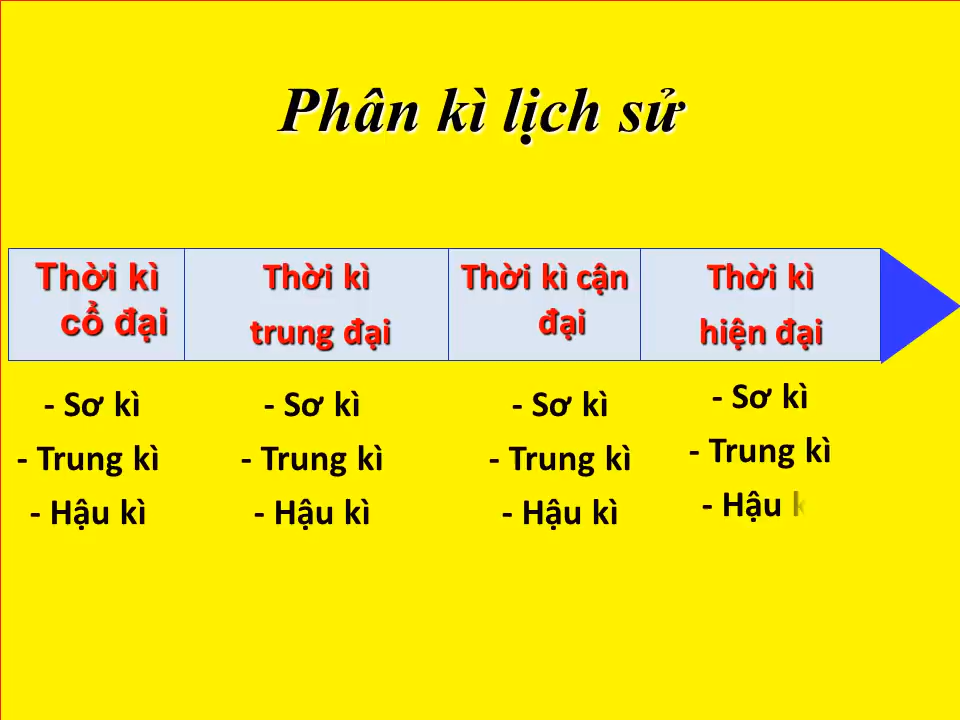 Phân kì lịch sử
Thời kì
cổ đại
Thời kì
trung đại
Thời kì cận
đại
Thời kì
hiện đại
- Sơ kì
- Trung kì
- Hậu kì
- Sơ kì
- Trung kì
- Hậu kì
- Sơ kì
- Trung kì
- Hậu kì
- Sơ kì
- Trung kì
- Hậu